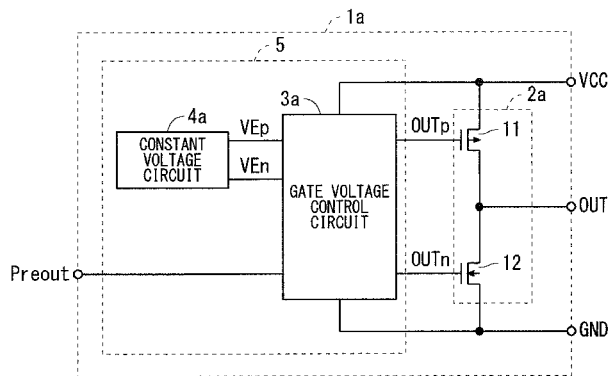 1a
5
VCC
3a
2a
4a
VEp
OUTp
11
CONSTANT
VOLTAGE
CIRCUIT
VEn
GATE VOLTAGE
CONTROL
CIRCUIT
OUT
Preout
OUTn
12
GND